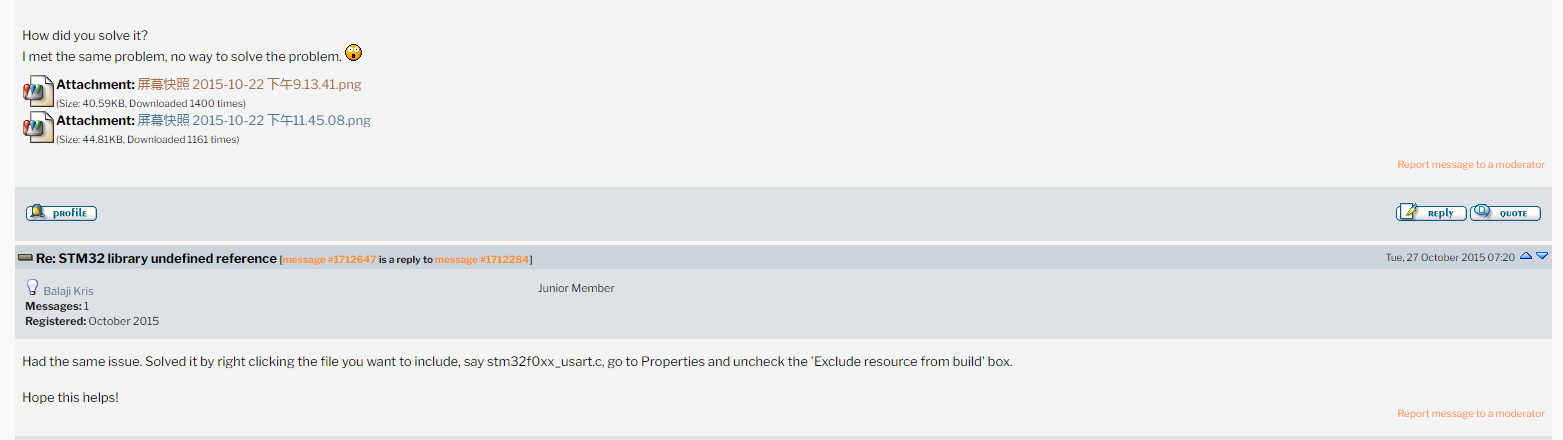 How did you solve it?
I met the same problem, no way to solve the problem.
Attachment: 屏幕快照 2015-10-22 下午9.13.41.png
(Size: 40.59KB, Downloaded 1400 times)
Attachment: 屏幕快照 2015-10-22 下午11.45.08.png
(Size: 44.81KB, Downloaded 1161 times)
Report message to a moderator
profile
Reply QUOTE
Re: STM32 library undefined reference [message #1712647 is a reply to message #1712284] Tue, 27 October 2015 07:20
Balaji Kris Junior Member
Messages: 1
Registered: October 2015
Had the same issue. Solved it by right clicking the file you want to include, say stm32f0xx_usart.c, go to Properties and uncheck the 'Exclude resource from build' box.
Hope this helps!
Report message to a moderator